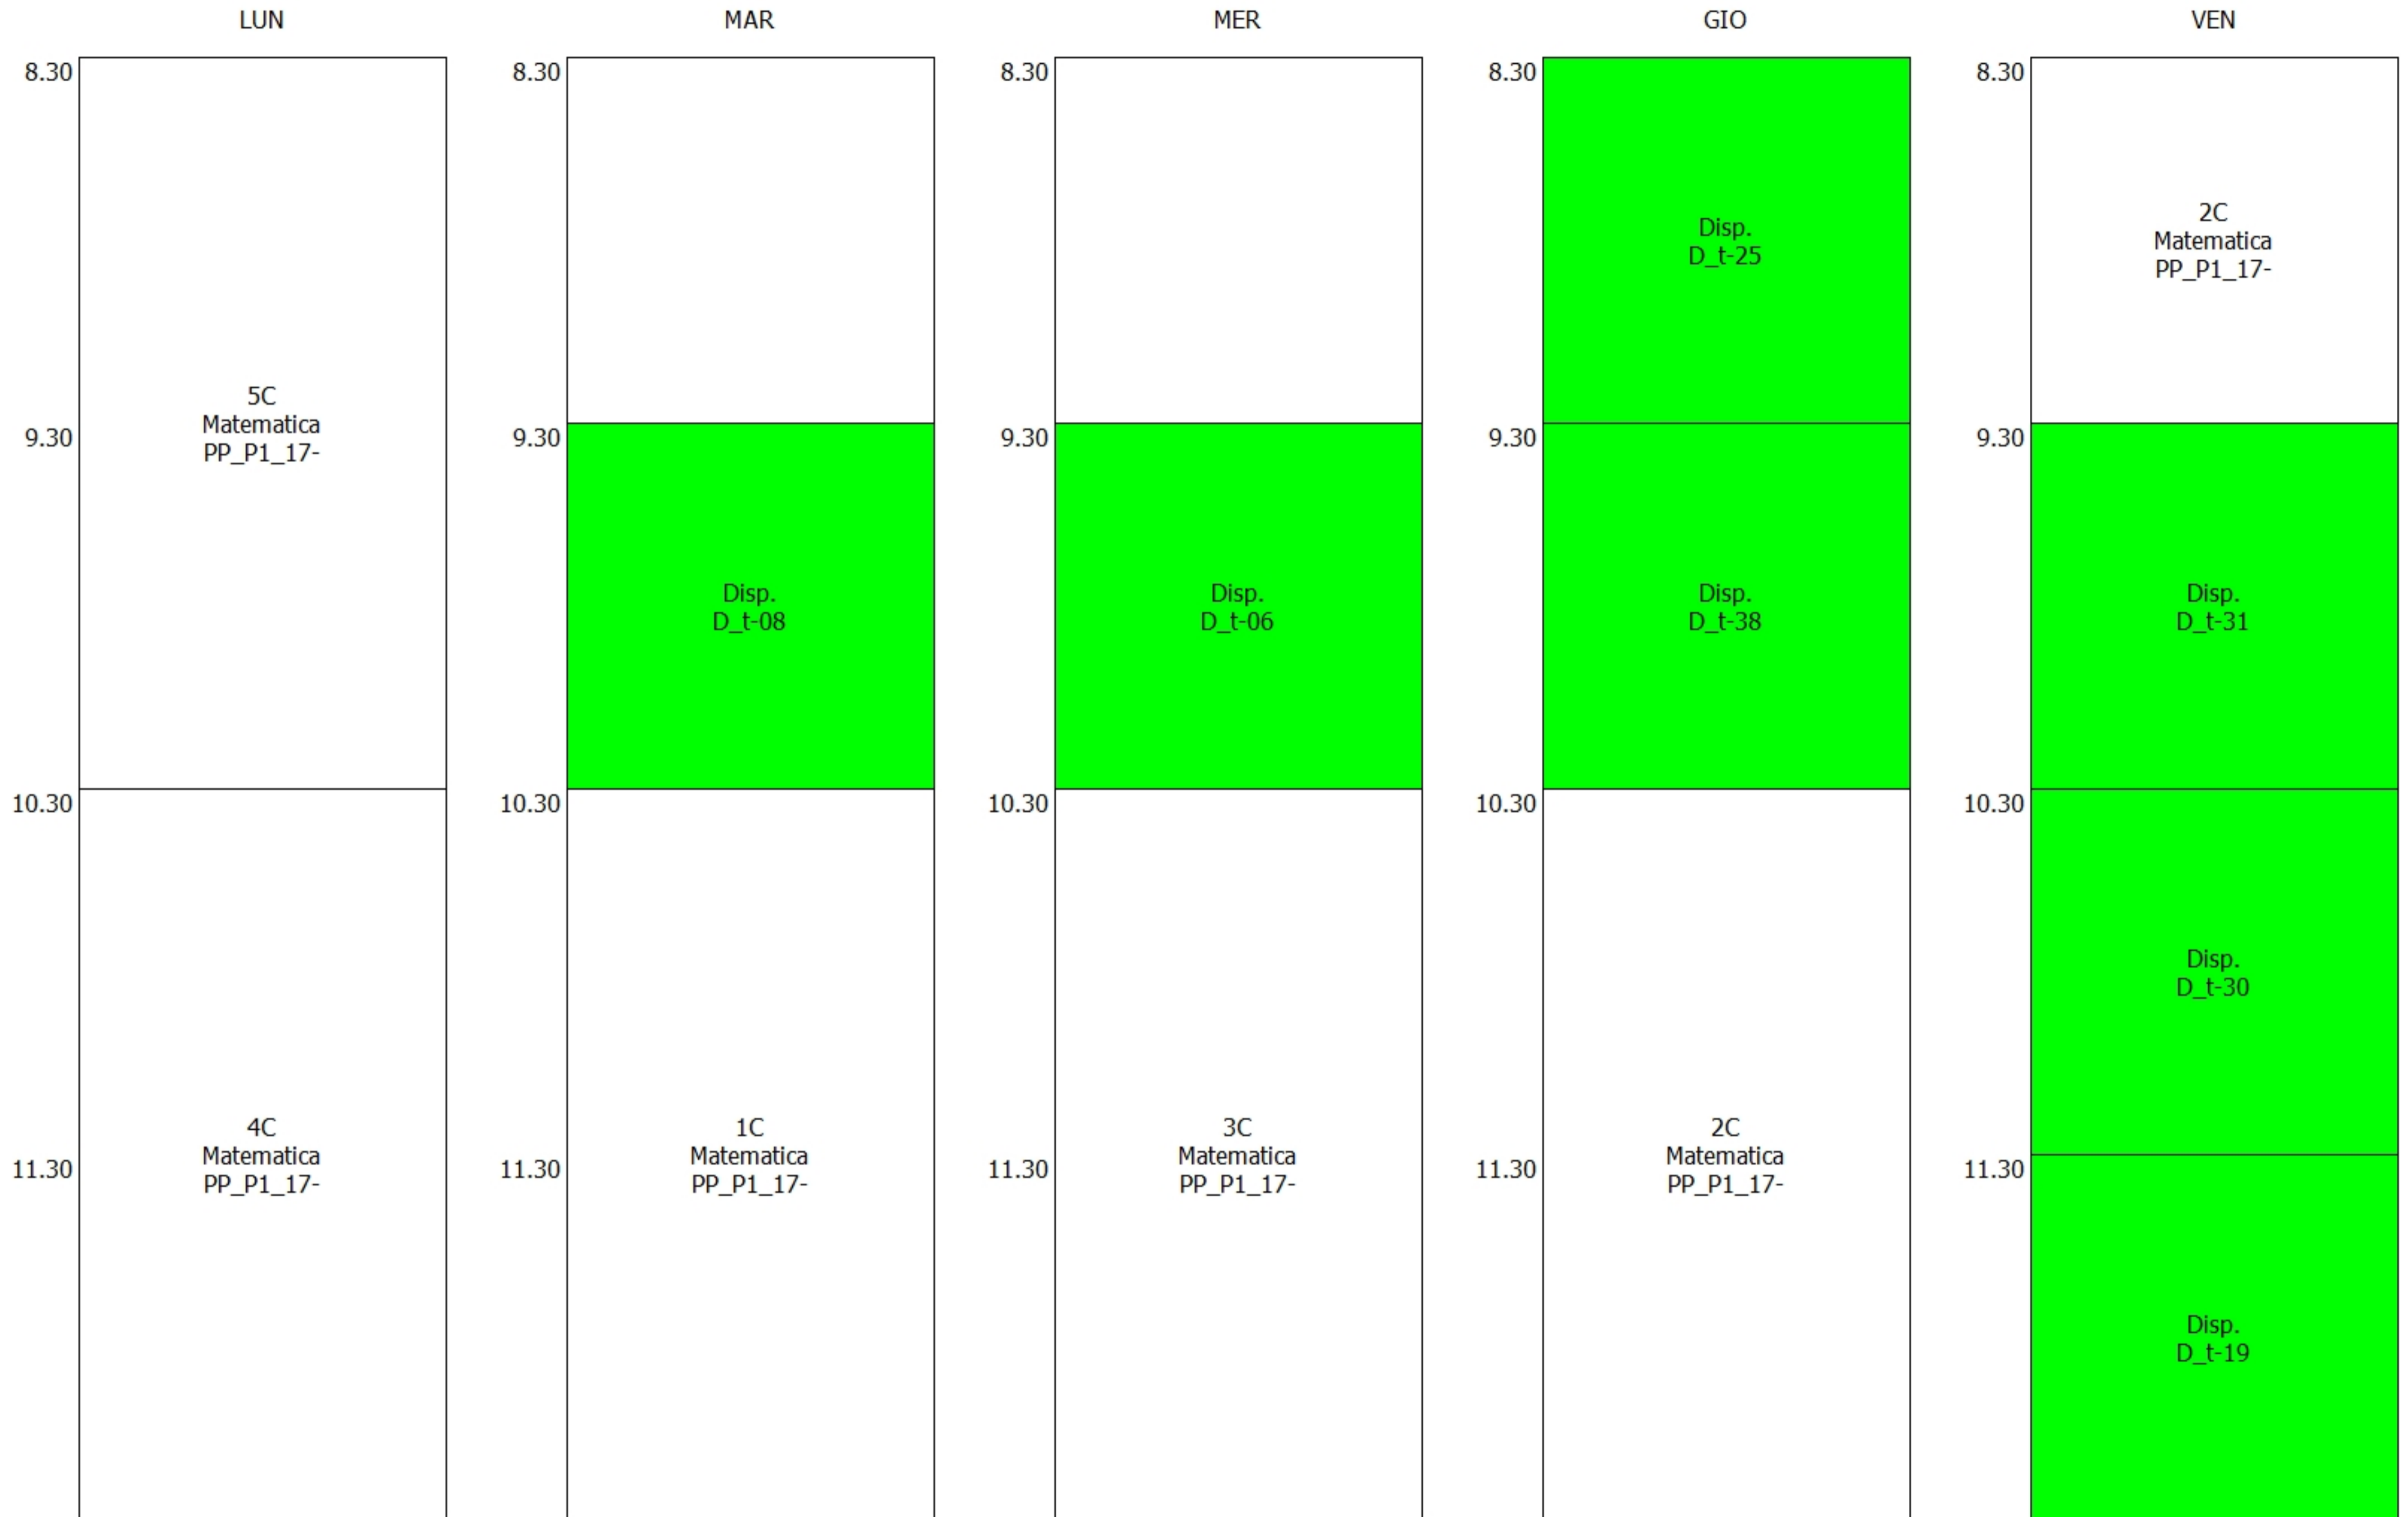 LUN
8.30
5C
Matematica
PP_P1_17-
9.30
10.30
4C
Matematica
PP_P1_17-
11.30
MAR
8.30
9.30
Disp.
D_t-08
10.30
1C
Matematica
PP_P1_17-
11.30
MER
8.30
9.30
Disp.
D_t-06
10.30
3C
Matematica
PP_P1_17-
11.30
GIO
8.30
Disp.
D_t-25
9.30
Disp.
D_t-38
10.30
2C
Matematica
PP_P1_17-
11.30
VEN
8.30
2C
Matematica
PP_P1_17-
9.30
Disp.
D_t-31
10.30
Disp.
D_t-30
11.30
Disp.
D_t-19